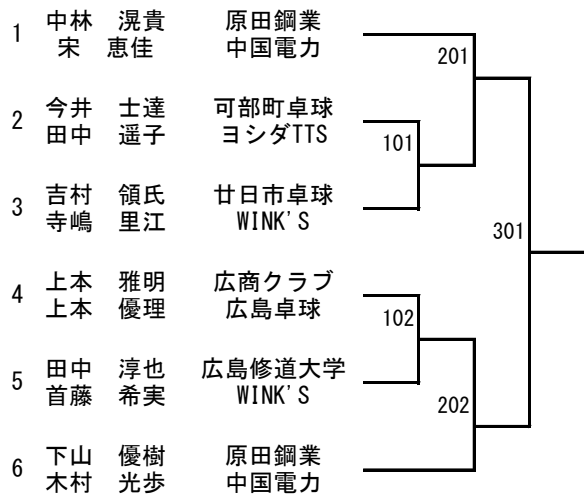 1 中林 滉貴 原田鋼業
宋 恵佳 中国電力
201
2 今井 士達 可部町卓球
田中 遥子 ヨシダTTS
101
3 吉村 領氏 廿日市卓球
寺嶋 里江 WINK'S
301
4 上本 雅明 広商クラブ
上本 優理 広島卓球
102
5 田中 淳也 広島修道大学
首藤 希実 WINK'S
202
6 下山 優樹 原田鋼業
木村 光歩 中国電力